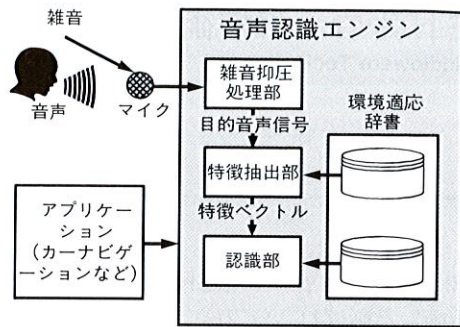 雑音
音声
マイク
音声認識エンジン
雑音抑圧
処理部
目的音声信号
環境適応
辞書
特徴抽出部
特徴ベクトル
認識部
アプリケー
ション
(カーナビゲ
ーションなど)